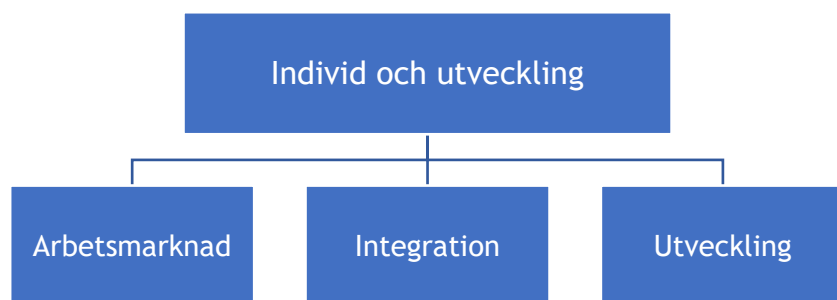 Individ och utveckling
Arbetsmarknad
Integration
Utveckling